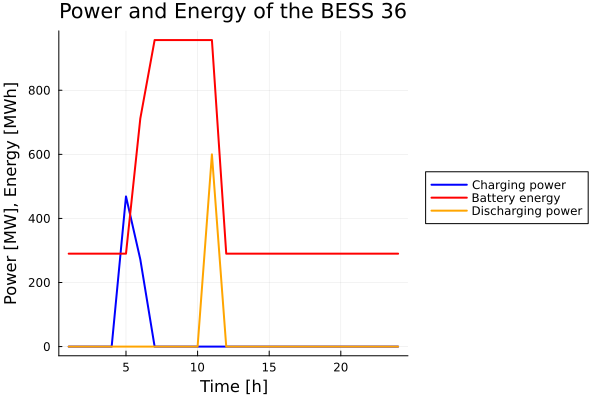 Power and Energy of the BESS 36
Power [MW], Energy [MWh]
800
600
400
200
0
5
10
15
20
Time [h]
Charging power
Battery energy
Discharging power